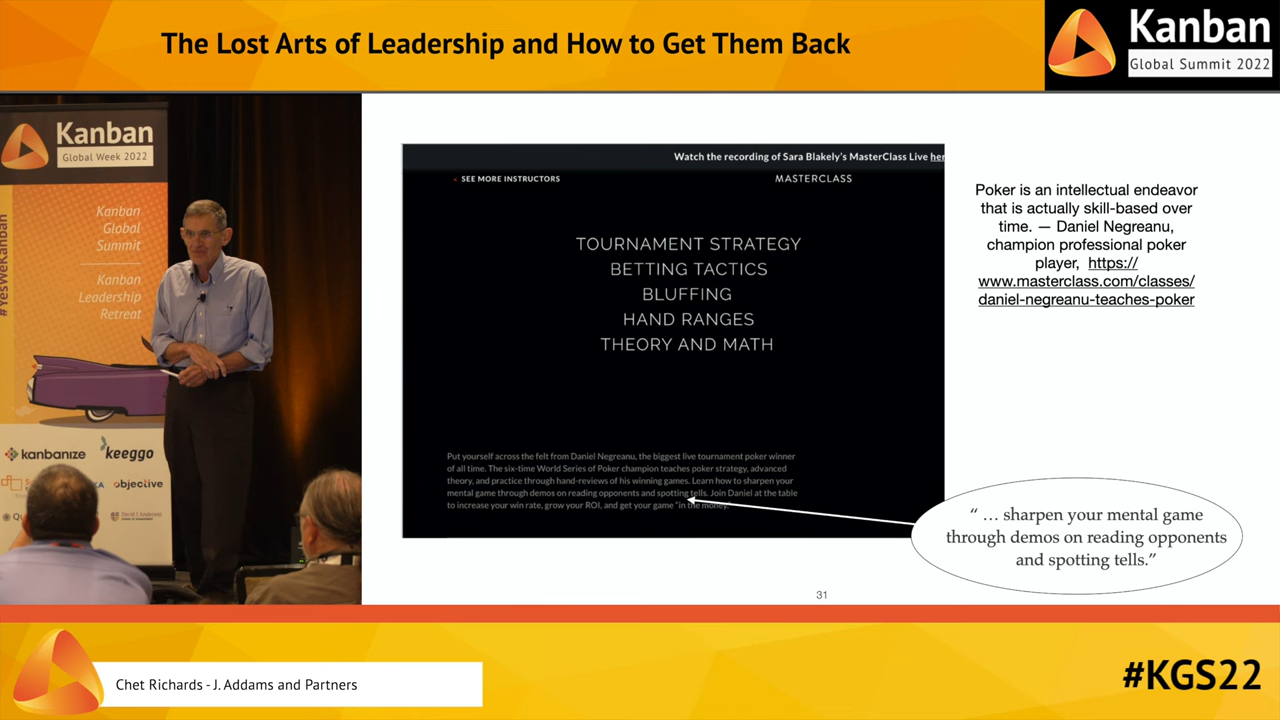 The Lost Arts of Leadership and How to Get Them Back
Kanban
Global Summit 2022
Kanban
Global Week 2022
Kanban
Global
Summit
Kanban
Leadership
Retreat
#YesWeKanban
kanbanize
keeggo
objective
David J Anderson
Watch the recording of Sara Blakely's MasterClass Live her
< SEE MORE INSTRUCTORS
MASTERCLASS
TOURNAMENT STRATEGY
BETTING TACTICS
BLUFFING
HAND RANGES
THEORY AND MATH
Put yourself across the felt from Daniel Negreanu, the biggest live tournament poker winner
of all time. The six-time World Series of Poker champion teaches poker strategy, advanced
theory, and practice through hand-reviews of his winning games. Learn how to sharpen your
mental game through demos on reading opponents and spotting tells. Join Daniel at the table
to increase your win rate, grow your ROI, and get your game "in the money."
Poker is an intellectual endeavor
that is actually skill-based over
time. — Daniel Negreanu,
champion professional poker
player, https://
www.masterclass.com/classes/
daniel-negreanu-teaches-poker
“ … sharpen your mental game
through demos on reading opponents
and spotting tells.”
31
Chet Richards - J. Addams and Partners
#KGS22